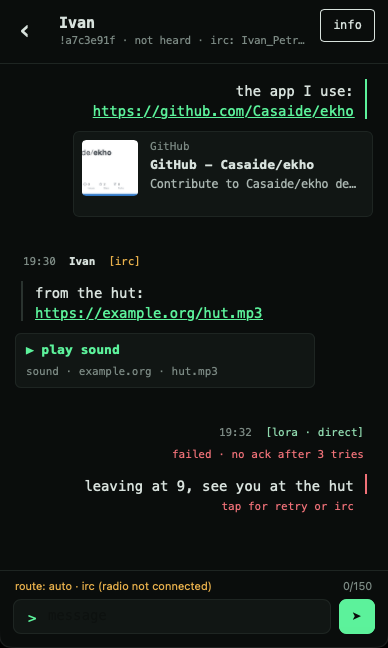 Ivan
info
!a7c3e91f · not heard · irc: Ivan_Petr…
the app I use:
https://github.com/Casaide/ekho
de/ekho
GitHub
GitHub – Casaide/ekho
Contribute to Casaide/ekho de…
19:30 Ivan [irc]
from the hut:
https://example.org/hut.mp3
▶ play sound
sound · example.org · hut.mp3
19:32 [lora · direct]
failed · no ack after 3 tries
leaving at 9, see you at the hut
tap for retry or irc
route: auto · irc (radio not connected)
0/150
>